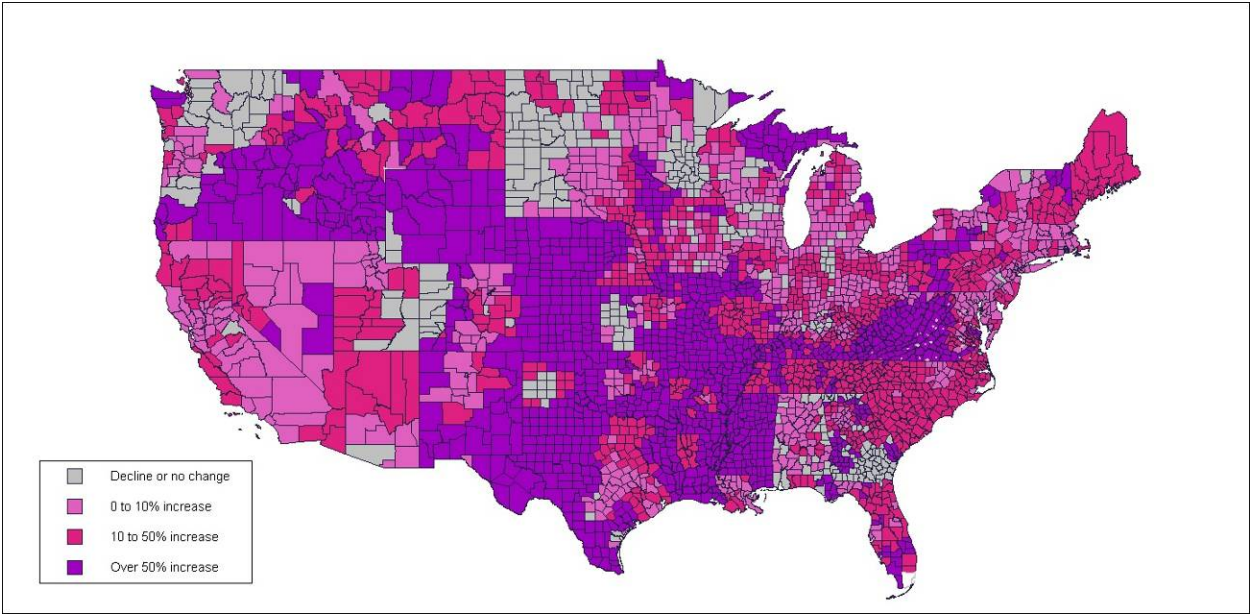 Decline or no change
0 to 10% increase
10 to 50% increase
Over 50% increase